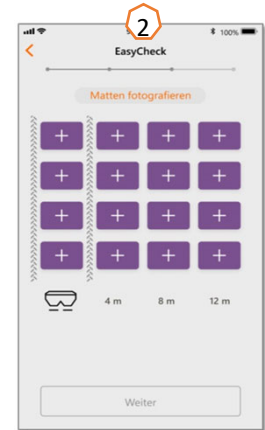 2
100%
EasyCheck
Matten fotografieren
+ + + +
+ + + +
+ + + +
+ + + +
4 m 8 m 12 m
Weiter